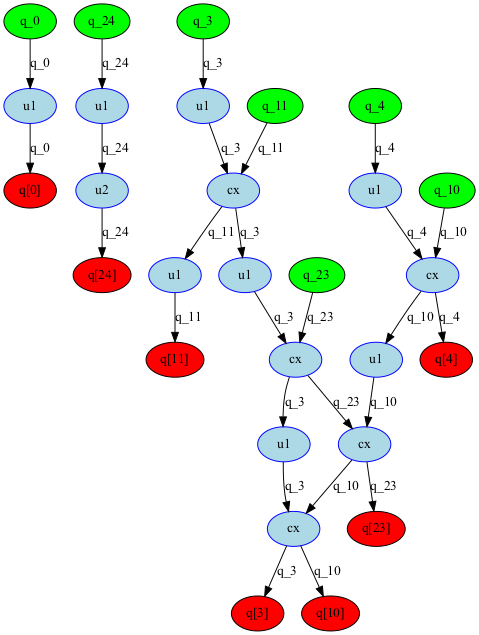 q_0 q_24 q_3
q_0 q_24 q_3
u1 u1 u1 q_11 q_4
q_0 q_24 q_3 q_11 q_4
q[0] u2 cx u1 q_10
q_24 q_11 q_3 q_4 q_10
q[24] u1 u1 q_23 cx
q_11 q_3 q_23 q_10 q_4
q[11] cx u1 q[4]
q_3 q_23 q_10
u1 cx
q_3 q_10 q_23
cx q[23]
q_3 q_10
q[3] q[10]